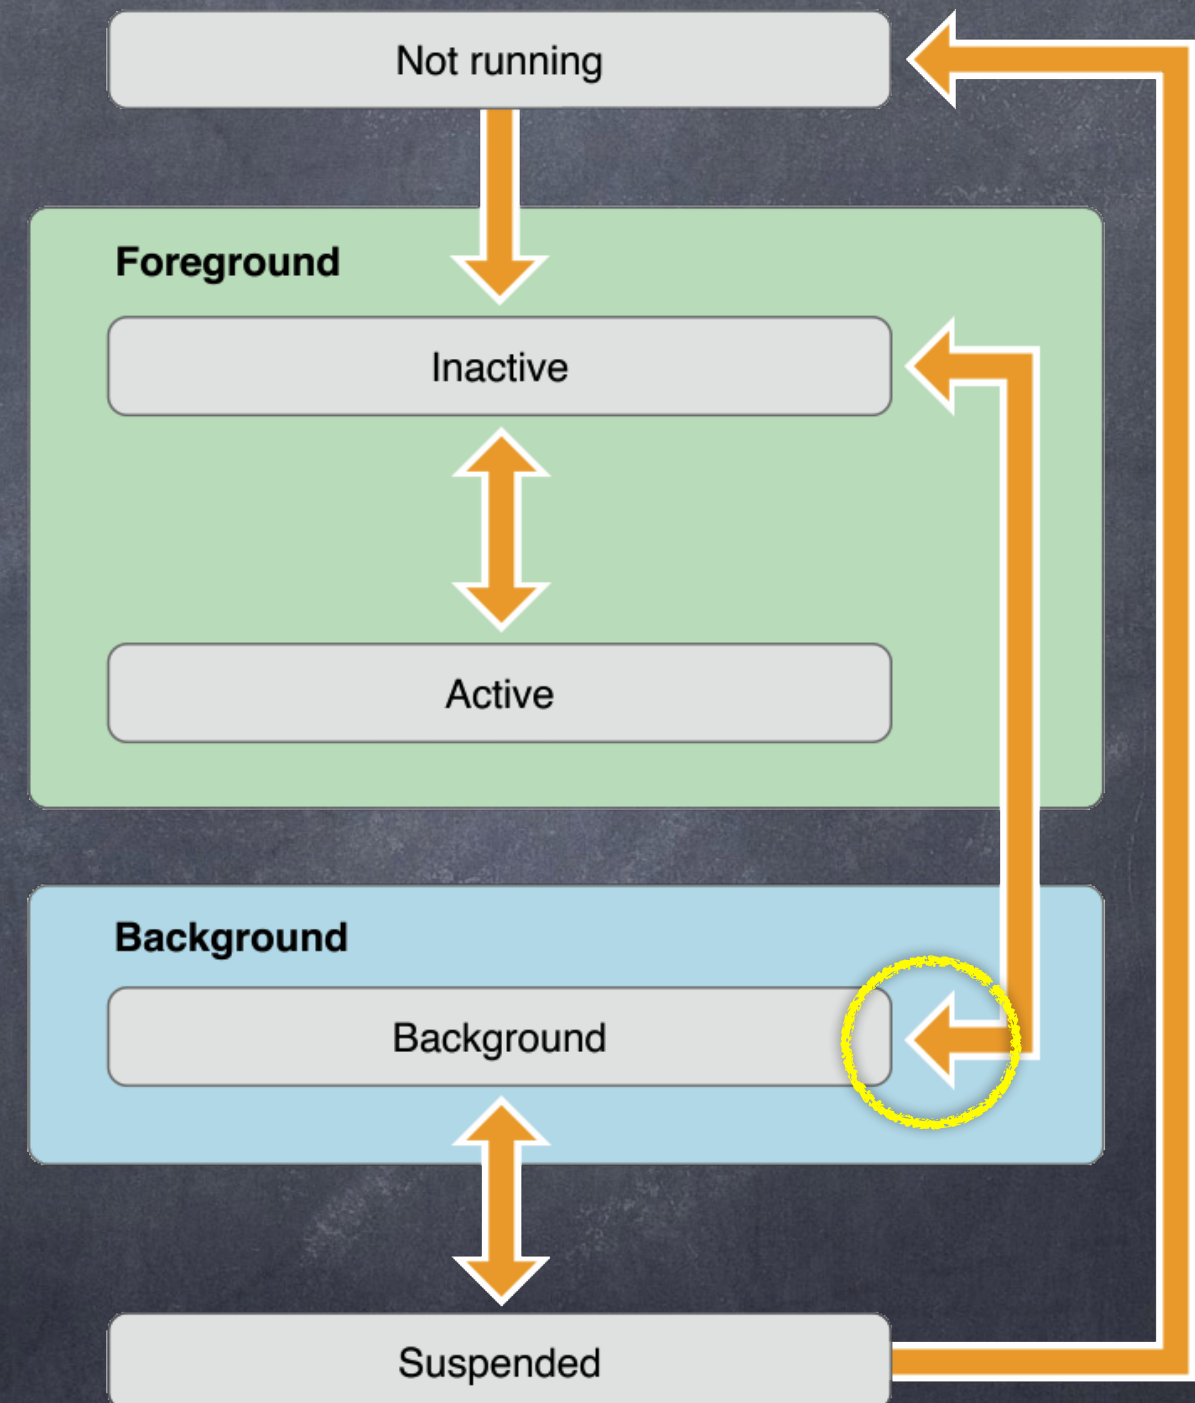 Not running
Foreground
Inactive
Active
Background
Background
Suspended